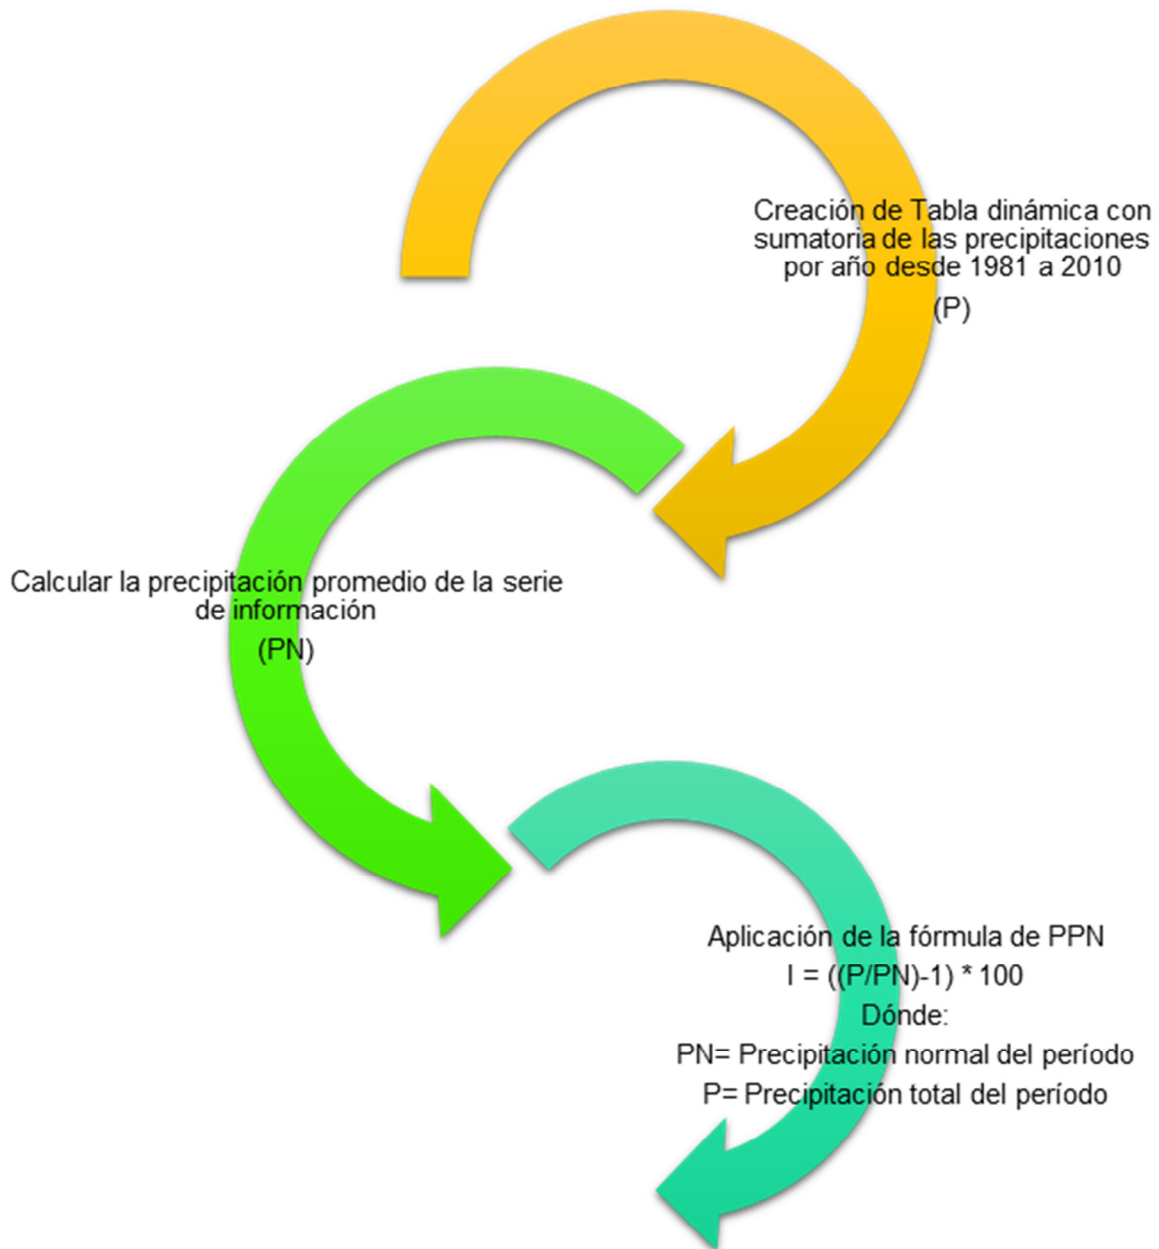 Creación de Tabla dinámica con
sumatoria de las precipitaciones
por año desde 1981 a 2010
(P)
Calcular la precipitación promedio de la serie
de información
(PN)
Aplicación de la fórmula de PPN
I = ((P/PN)-1) * 100
Dónde:
PN= Precipitación normal del período
P= Precipitación total del período